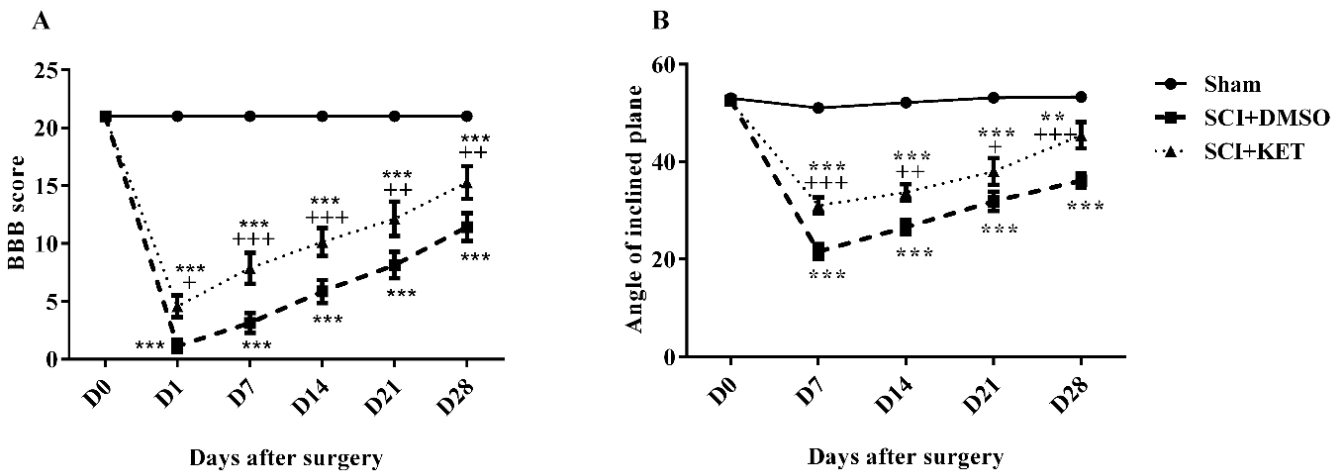 A
25
20
15
10
5
0
BBB score
***
+
***
+++
***
+++
***
++
***
++
***
***
***
***
***
D0
D1
D7
D14
D21
D28
Days after surgery
B
60
40
20
0
Angle of inclined plane
***
+++
***
++
***
+
**
+++
***
***
***
***
D0
D7
D14
D21
D28
Days after surgery
Sham
SCI+DMSO
SCI+KET